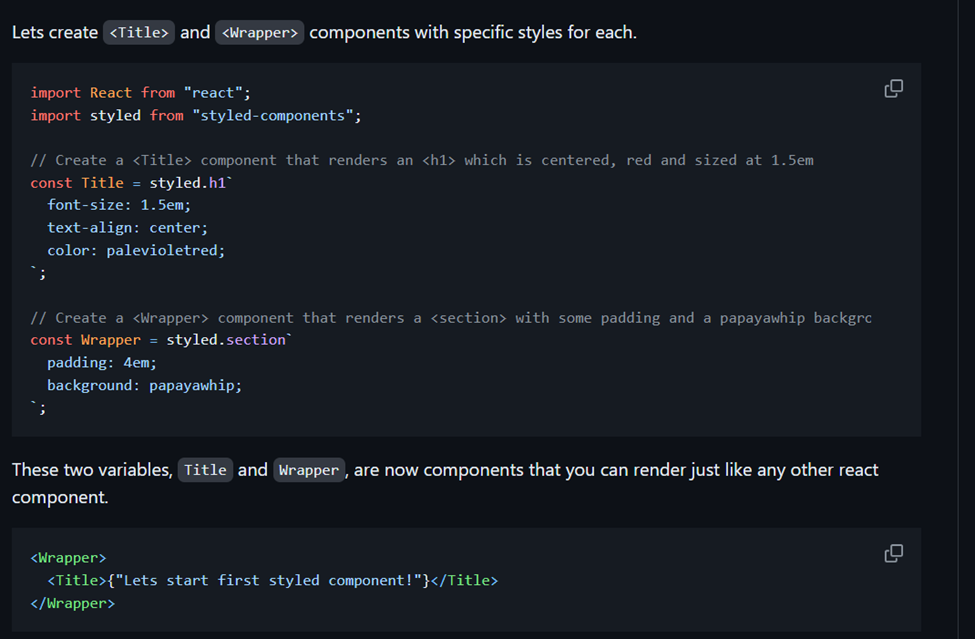 Lets create <Title> and <Wrapper> components with specific styles for each.
import React from "react";
import styled from "styled-components";
// Create a <Title> component that renders an <h1> which is centered, red and sized at 1.5em
const Title = styled.h1`
font-size: 1.5em;
text-align: center;
color: palevioletred;
`;
// Create a <Wrapper> component that renders a <section> with some padding and a papayawhip backgrc
const Wrapper = styled.section`
padding: 4em;
background: papayawhip;
`;
These two variables, Title and Wrapper, are now components that you can render just like any other react
component.
<Wrapper>
<Title>{"Lets start first styled component!"}</Title>
</Wrapper>